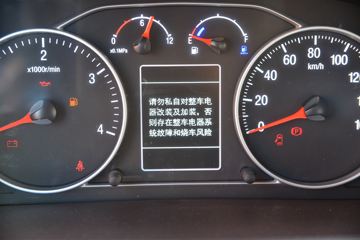 2
3
4
x1000r/min
0
6
12
x0.1MPa
E
F
请勿私自对整车电
器改装及加装，否
则存在整车电器系
统故障和烧车风险
0
20
40
60
80
100
km/h